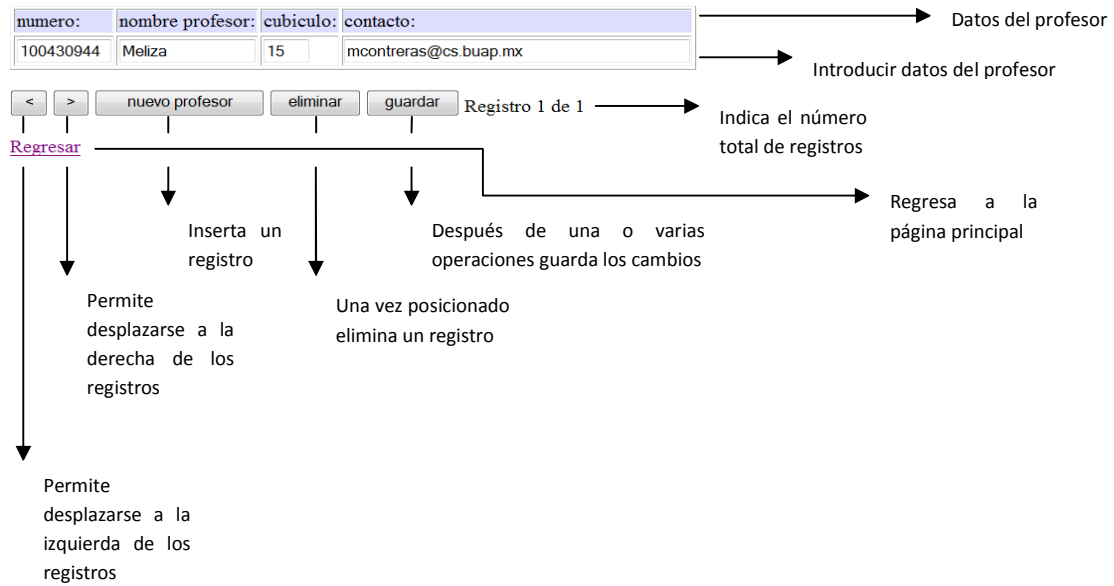 numero: nombre profesor: cubiculo: contacto:
Datos del profesor
100430944 Meliza 15 mcontreras@cs.buap.mx
Introducir datos del profesor
< > nuevo profesor eliminar guardar Registro 1 de 1
Indica el número
total de registros
Regresar
Regresa a la
página principal
Inserta un
registro
Después de una o varias
operaciones guarda los cambios
Permite
desplazarse a la
derecha de los
registros
Una vez posicionado
elimina un registro
Permite
desplazarse a la
izquierda de los
registros